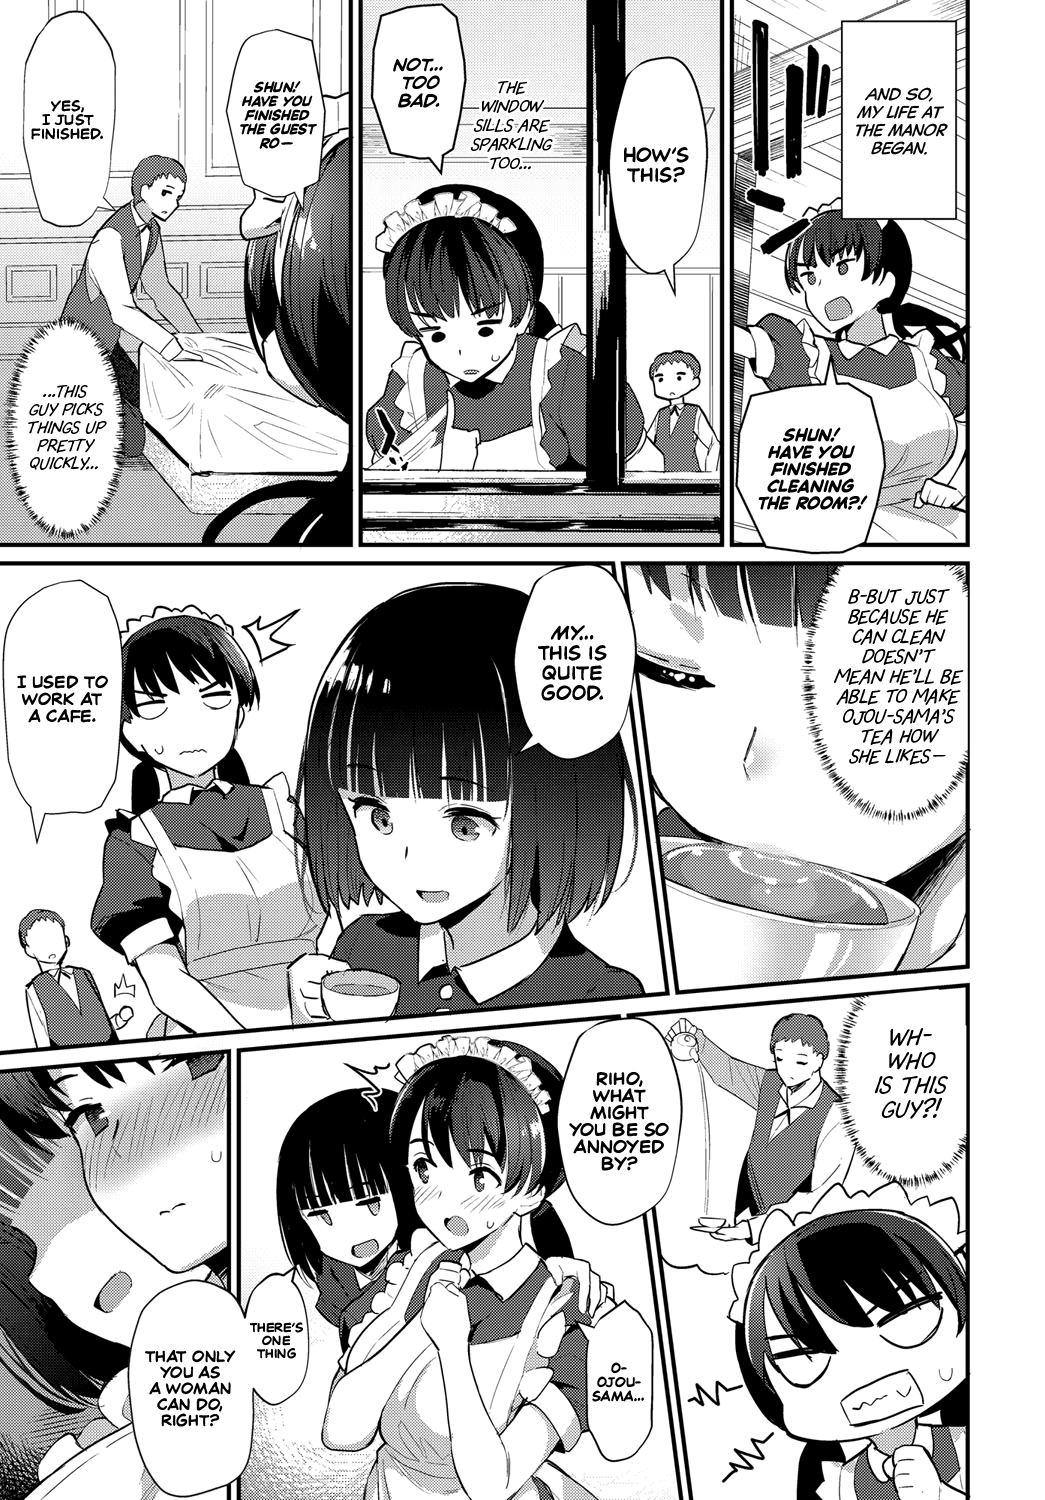 AND SO,
MY LIFE AT
THE MANOR
BEGAN.
SHUN!
HAVE YOU
FINISHED
CLEANING
THE ROOM?!
HOW'S
THIS?
THE
WINDOW
SILLS ARE
SPARKLING
TOO...
NOT...
TOO
BAD.
SHUN!
HAVE YOU
FINISHED
THE GUEST
RO—
YES,
I JUST
FINISHED.
...THIS
GUY PICKS
THINGS UP
PRETTY
QUICKLY...
B-BUT JUST
BECAUSE HE
CAN CLEAN
DOESN'T
MEAN HE'LL BE
ABLE TO MAKE
OJOU-SAMA'S
TEA HOW
SHE LIKES—
MY...
THIS IS
QUITE
GOOD.
I USED TO
WORK AT
A CAFE.
WH-
WHO
IS THIS
GUY?!
RIHO,
WHAT
MIGHT
YOU BE SO
ANNOYED
BY?
O-
OJOU-
SAMA...
THERE'S
ONE
THING
THAT ONLY
YOU AS
A WOMAN
CAN DO,
RIGHT?